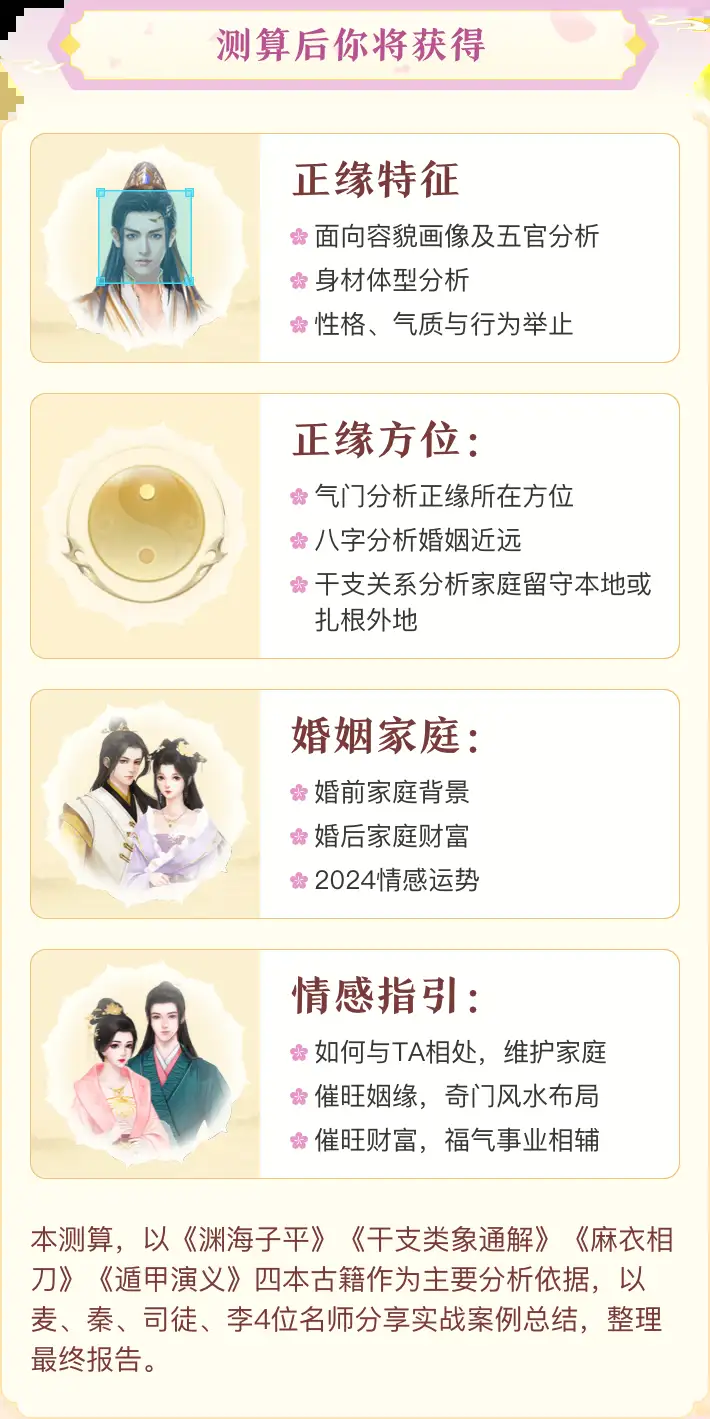 测算后你将获得
正缘特征
面向容貌画像及五官分析
身材体型分析
性格、气质与行为举止
正缘方位：
气门分析正缘所在方位
八字分析婚姻近远
干支关系分析家庭留守本地或
扎根外地
婚姻家庭：
婚前家庭背景
婚后家庭财富
2024情感运势
情感指引：
如何与TA相处，维护家庭
催旺姻缘，奇门风水布局
催旺财富，福气事业相辅
本测算，以《渊海子平》《干支类象通解》《麻衣相
刀》《遁甲演义》四本古籍作为主要分析依据，以
麦、秦、司徒、李4位名师分享实战案例总结，整理
最终报告。